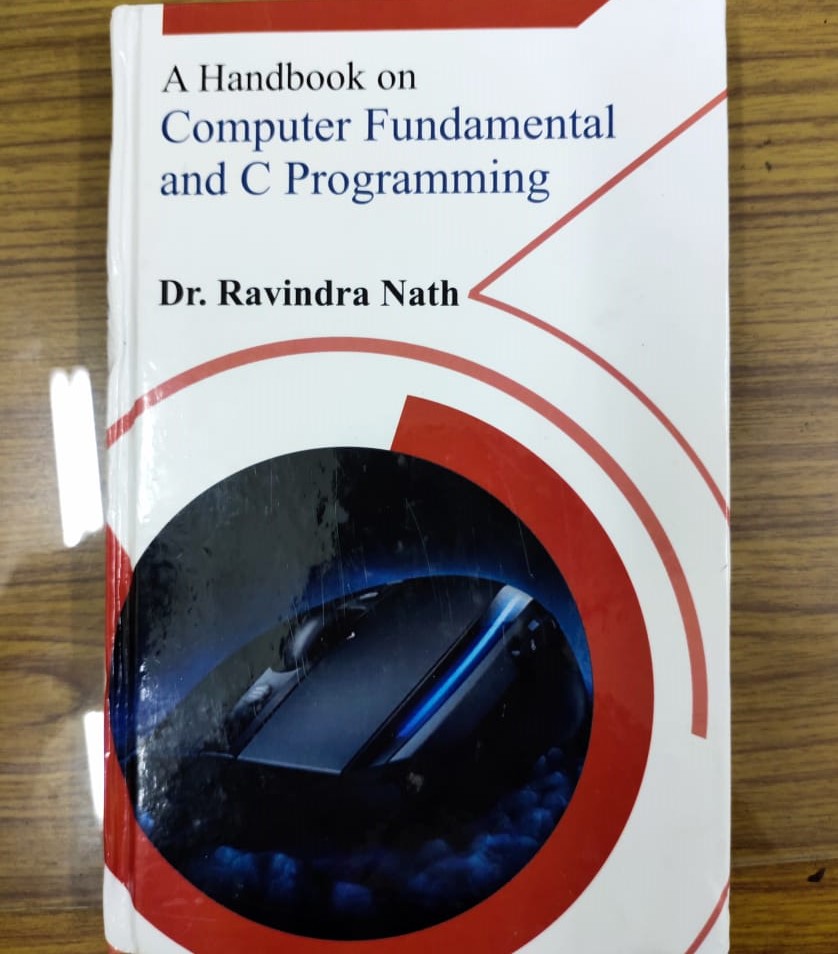 A Handbook on
Computer Fundamental
and C Programming
Dr. Ravindra Nath